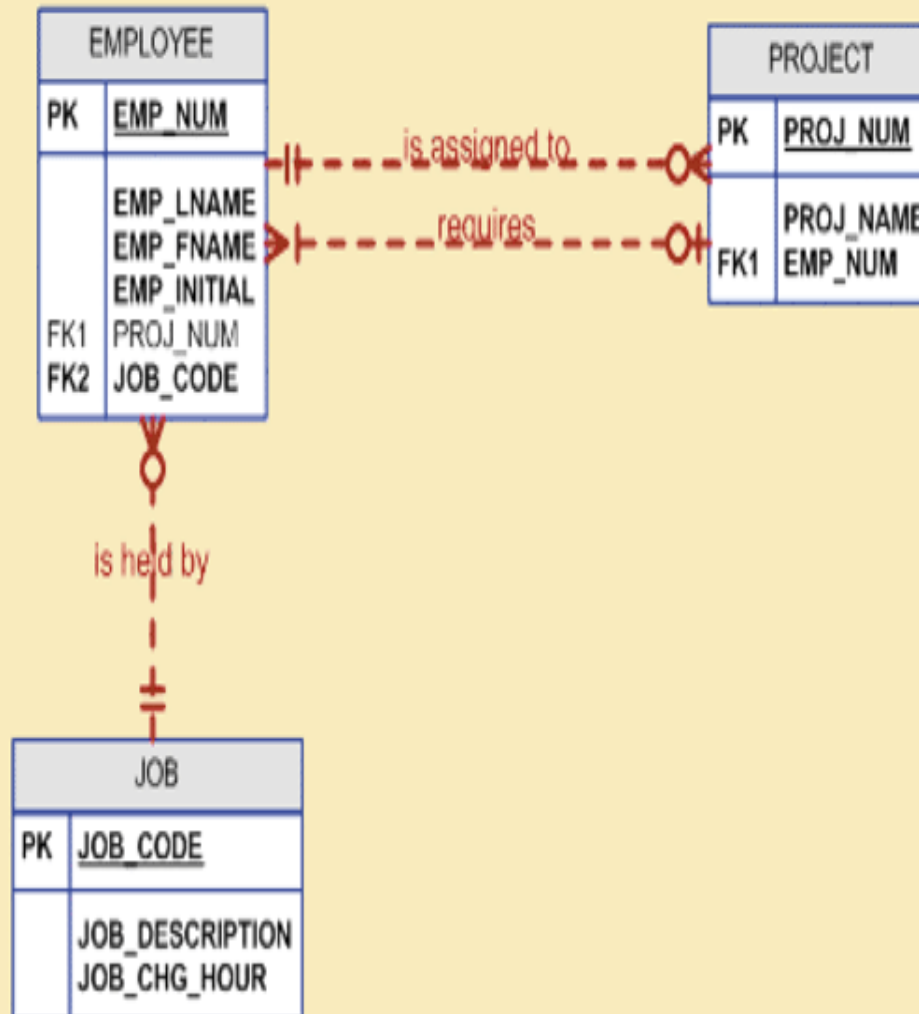 EMPLOYEE
PK EMP_NUM
EMP_LNAME
EMP_FNAME
EMP_INITIAL
FK1 PROJ_NUM
FK2 JOB_CODE
is assigned to
requires
PROJECT
PK PROJ_NUM
PROJ_NAME
FK1 EMP_NUM
is held by
JOB
PK JOB_CODE
JOB_DESCRIPTION
JOB_CHG_HOUR